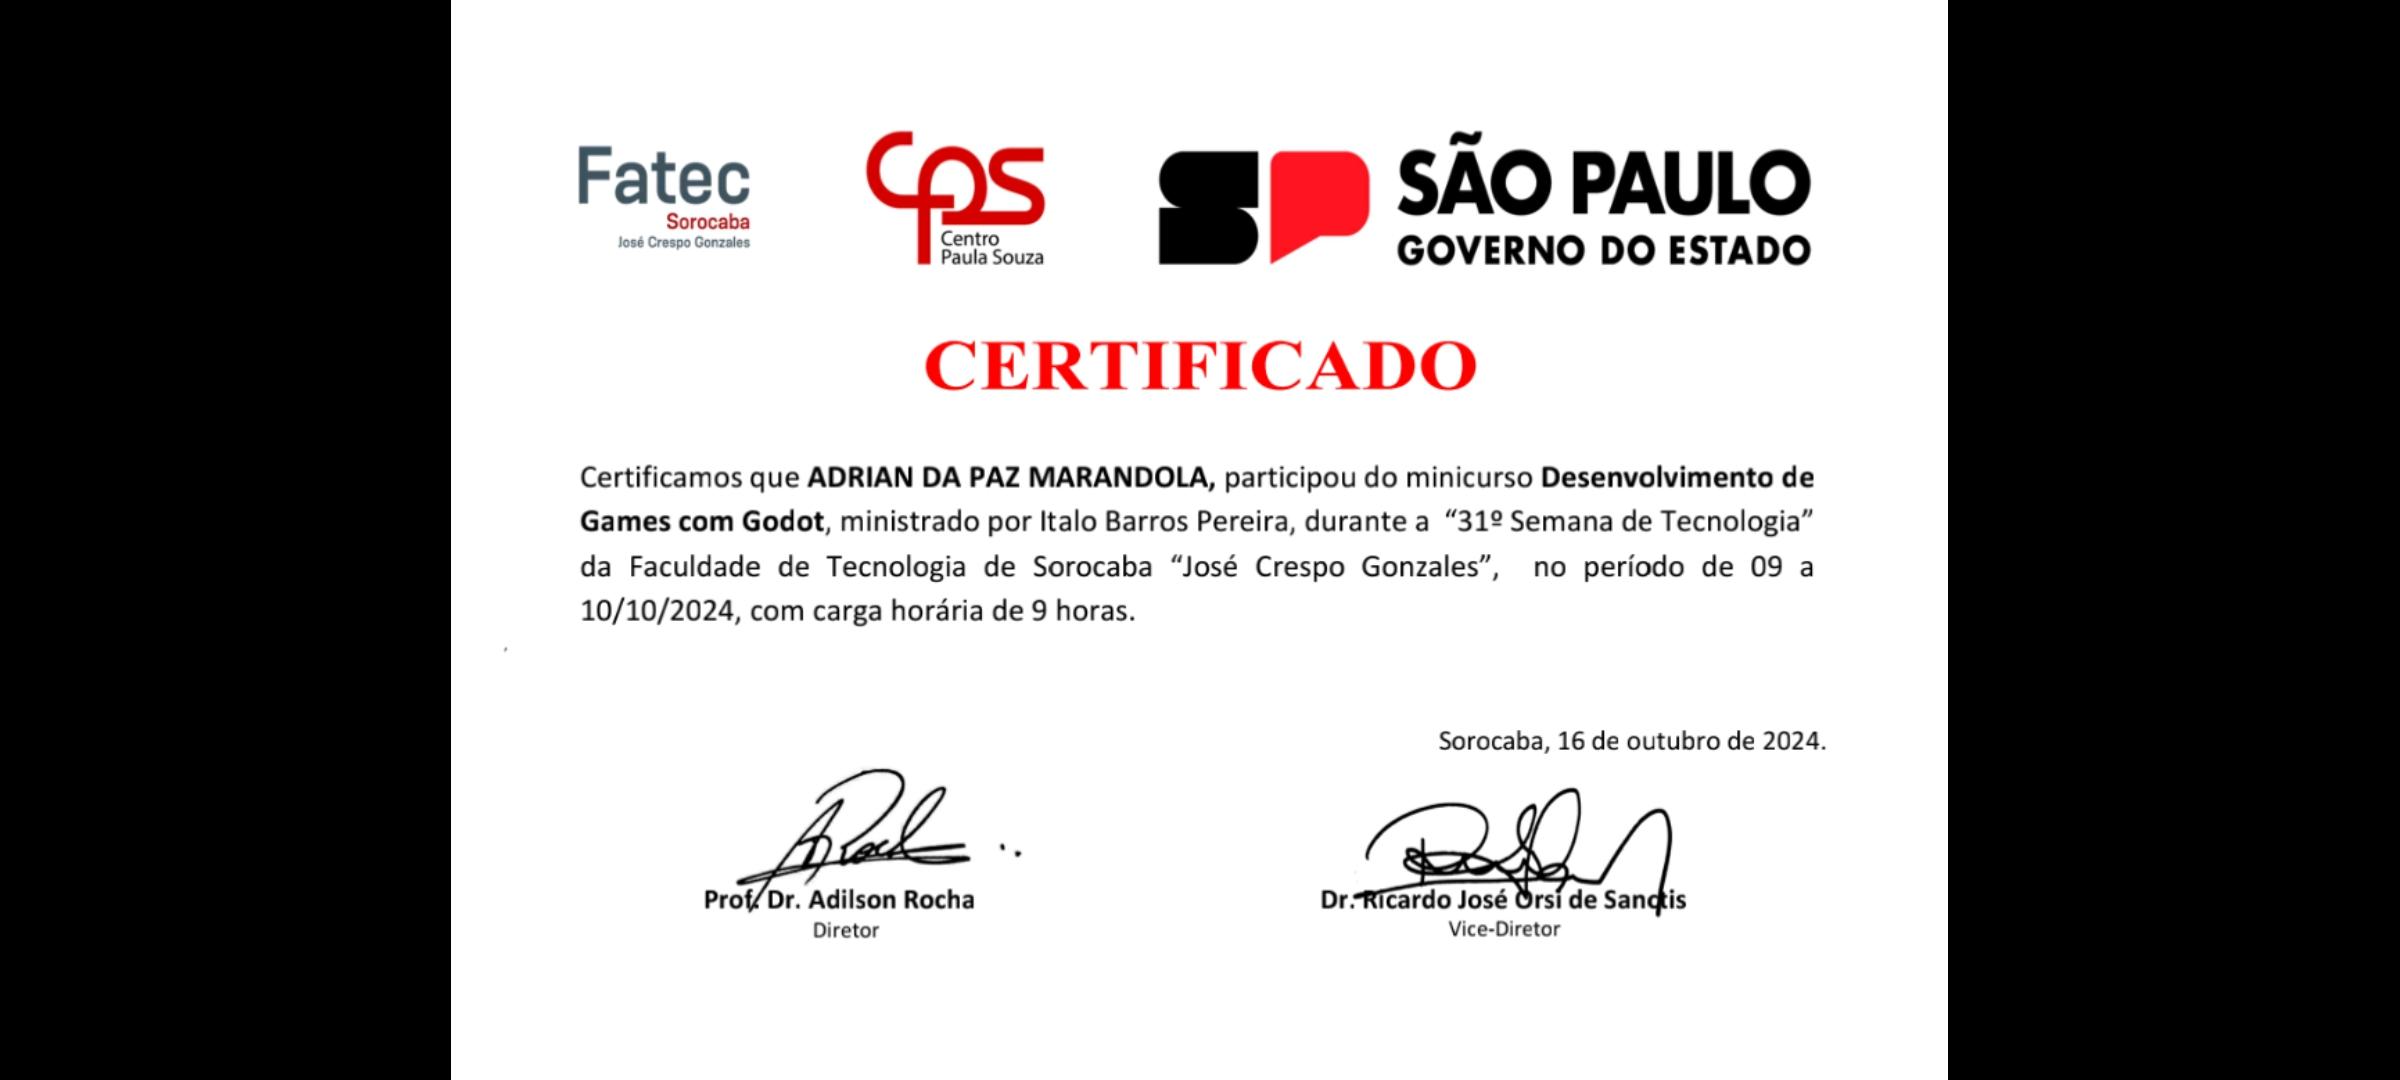 Fatec
Sorocaba
José Crespo Gonzales
CPS
Centro
Paula Souza
SP
SÃO PAULO
GOVERNO DO ESTADO
CERTIFICADO
Certificamos que ADRIAN DA PAZ MARANDOLA, participou do minicurso Desenvolvimento de
Games com Godot, ministrado por Italo Barros Pereira, durante a “31º Semana de Tecnologia”
da Faculdade de Tecnologia de Sorocaba “José Crespo Gonzales”, no período de 09 a
10/10/2024, com carga horária de 9 horas.
Sorocaba, 16 de outubro de 2024.
Prof. Dr. Adilson Rocha
Diretor
Dr. Ricardo José Orsi de Sanctis
Vice-Diretor